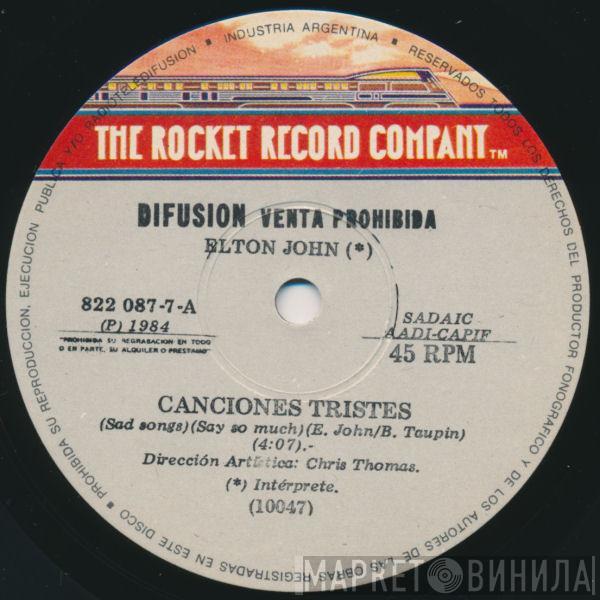 INDUSTRIA ARGENTINA ■ RESERVADOS TODOS LOS DERECHOS DEL PRODUCTOR FONOGRAFICO Y DE LOS AUTORES DE LAS OBRAS REGISTRADAS EN ESTE DISCO ■ PROHIBIDA SU REPRODUCCION, EJECUCION PUBLICA Y/O RADIOTELEDIFUSION ■
THE ROCKET RECORD COMPANY TM
DIFUSION VENTA PROHIBIDA
ELTON JOHN (*)
822 087-7-A
(P) 1984
"PROHIBIDA SU REGRABACION EN TODO
O EN PARTE, SU ALQUILER O PRESTAMO"
SADAIC
AADI-CAPIF
45 RPM
CANCIONES TRISTES
(Sad songs)(Say so much)(E. John/B. Taupin)
(4:07).-
Dirección Artística: Chris Thomas.
(*) Intérprete.
(10047)
МАРКЕТ ВИНИЛА